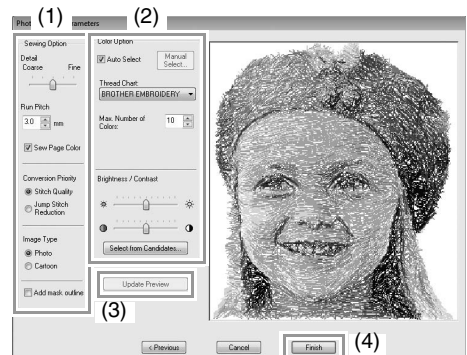 (1)
(2)
Sewing Option
Detail
Coarse Fine
Run Pitch
3.0 mm
Sew Page Color
Conversion Priority
Stitch Quality
Jump Stitch
Reduction
Image Type
Photo
Cartoon
Add mask outline
Color Option
Auto Select
Manual
Select...
Thread Chart:
BROTHER EMBROIDERY
Max. Number of
Colors:
10
Brightness / Contrast
Select from Candidates...
Update Preview
(3)
< Previous
Cancel
Finish
(4)